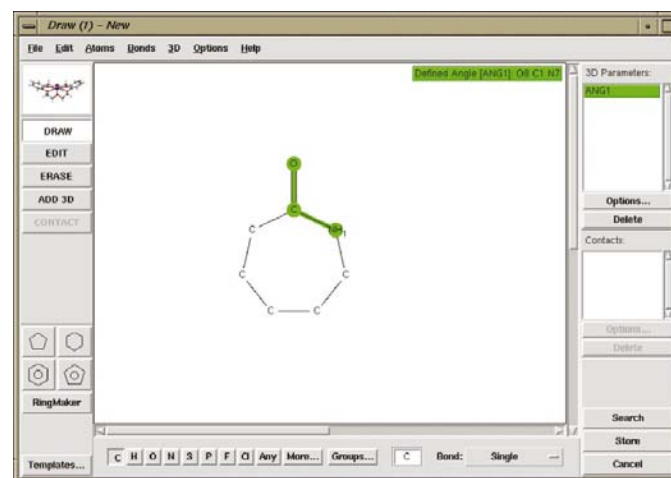 Draw (1) - New
File Edit Atoms Bonds 3D Options Help
Defined Angle [ANG1]: O8 C1 N7
3D Parameters:
ANG1
DRAW
EDIT
ERASE
ADD 3D
CONTACT
Options...
Delete
Contacts:
O
C
NH1
C
C
C
C
C
Options...
Delete
RingMaker
Templates...
C H O N S P F Cl Any More... Groups... C Bond: Single
Search
Store
Cancel